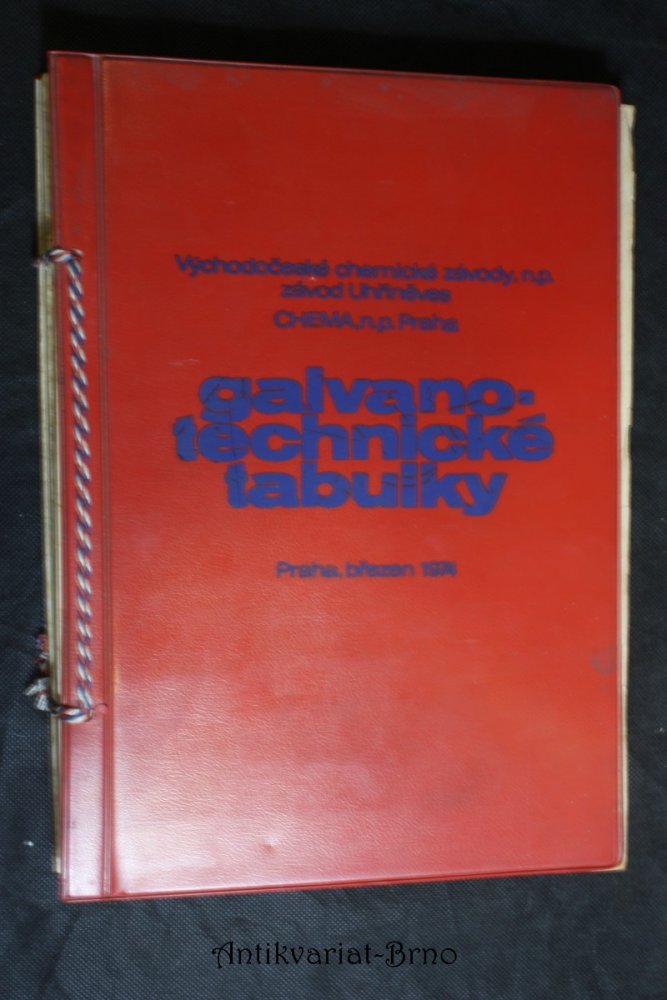 Východočeské chemické závody, n.p.
závod Uhříněves
CHEMA, n.p. Praha
galvano-
technické
tabulky
Praha, březen 1974
Antikvariat-Brno